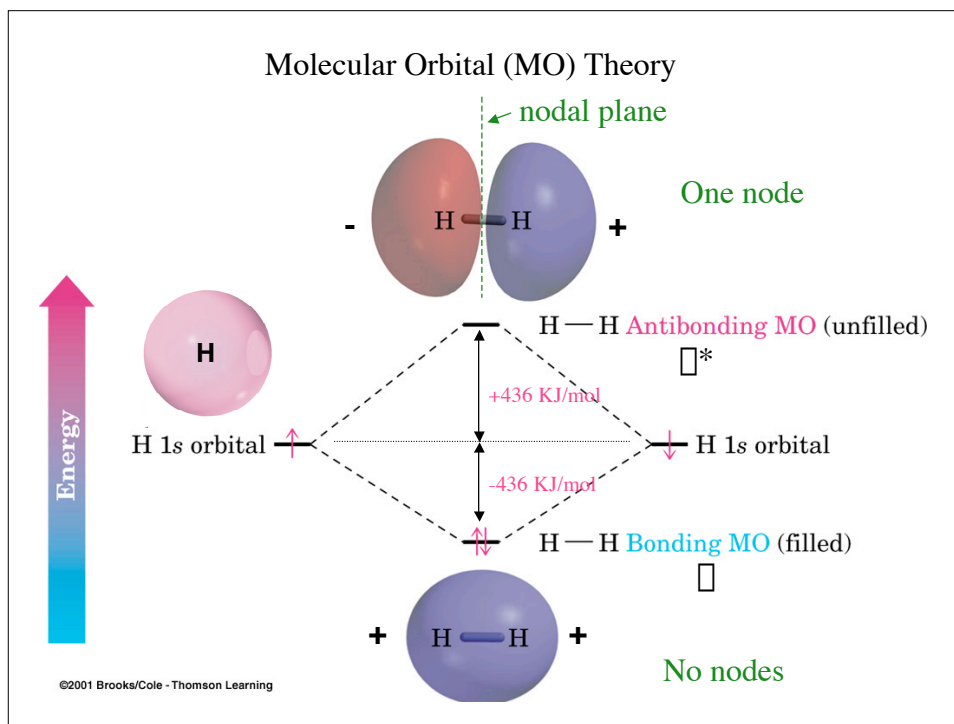 Molecular Orbital (MO) Theory
nodal plane
One node
H H
- +
H — H Antibonding MO (unfilled)
▯*
H
+436 KJ/mol
H 1s orbital
H 1s orbital
Energy
-436 KJ/mol
H — H Bonding MO (filled)
▯
+ H H +
No nodes
©2001 Brooks/Cole - Thomson Learning